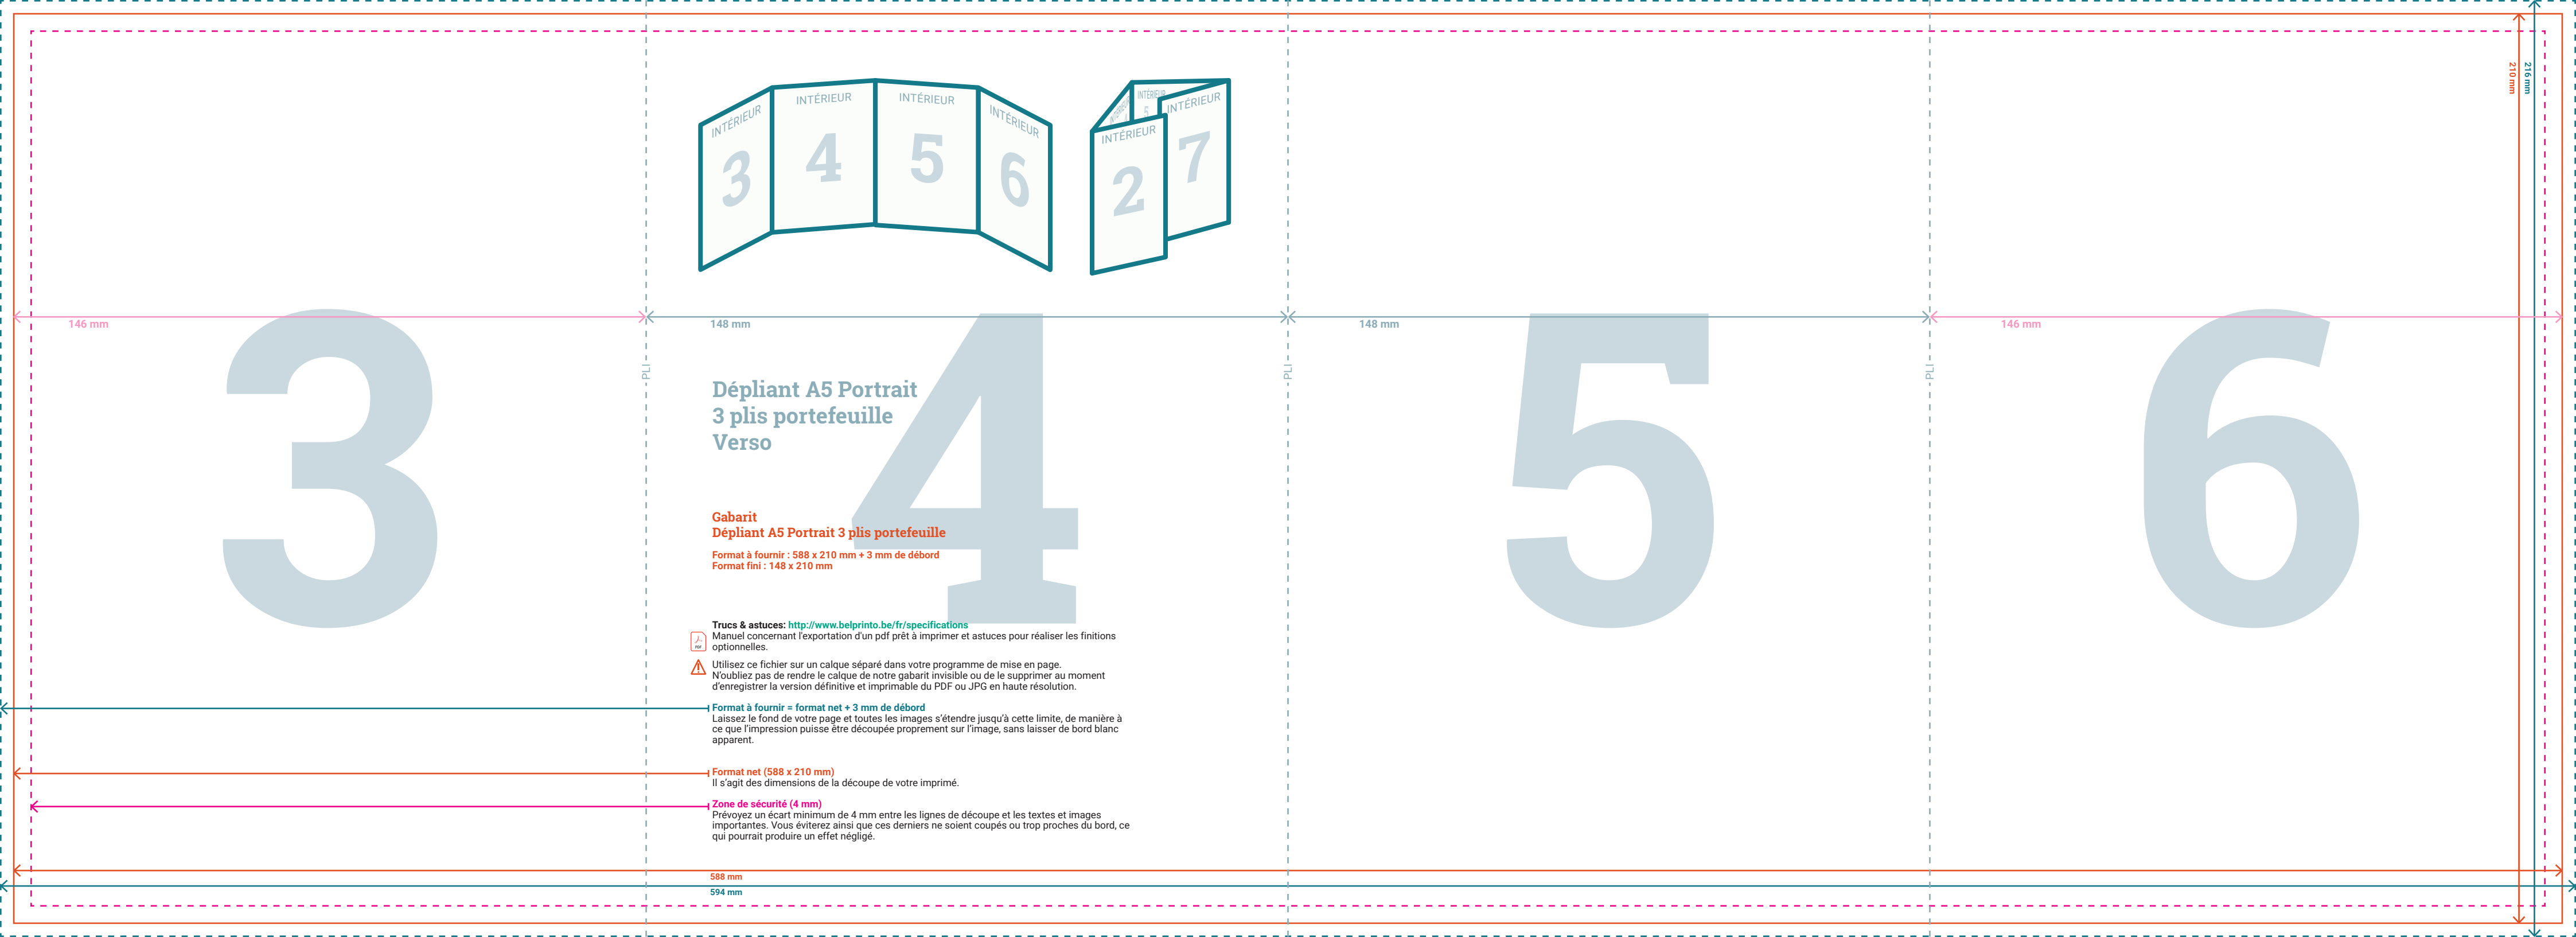 210 mm
216 mm
INTÉRIEUR
3
INTÉRIEUR
4
INTÉRIEUR
5
INTÉRIEUR
6
INTÉRIEUR
INTÉRIEUR
5
INTÉRIEUR
2
INTÉRIEUR
7
146 mm
148 mm
148 mm
146 mm
PLI
PLI
PLI
3
4
5
6
Dépliant A5 Portrait
3 plis portefeuille
Verso
Gabarit
Dépliant A5 Portrait 3 plis portefeuille
Format à fournir : 588 x 210 mm + 3 mm de débord
Format fini : 148 x 210 mm
Trucs & astuces: http://www.belprinto.be/fr/specifications
PDF
Manuel concernant l'exportation d'un pdf prêt à imprimer et astuces pour réaliser les finitions
optionnelles.
Utilisez ce fichier sur un calque séparé dans votre programme de mise en page.
N'oubliez pas de rendre le calque de notre gabarit invisible ou de le supprimer au moment
d'enregistrer la version définitive et imprimable du PDF ou JPG en haute résolution.
Format à fournir = format net + 3 mm de débord
Laissez le fond de votre page et toutes les images s'étendre jusqu'à cette limite, de manière à
ce que l'impression puisse être découpée proprement sur l'image, sans laisser de bord blanc
apparent.
Format net (588 x 210 mm)
Il s'agit des dimensions de la découpe de votre imprimé.
Zone de sécurité (4 mm)
Prévoyez un écart minimum de 4 mm entre les lignes de découpe et les textes et images
importantes. Vous éviterez ainsi que ces derniers ne soient coupés ou trop proches du bord, ce
qui pourrait produire un effet négligé.
588 mm
594 mm